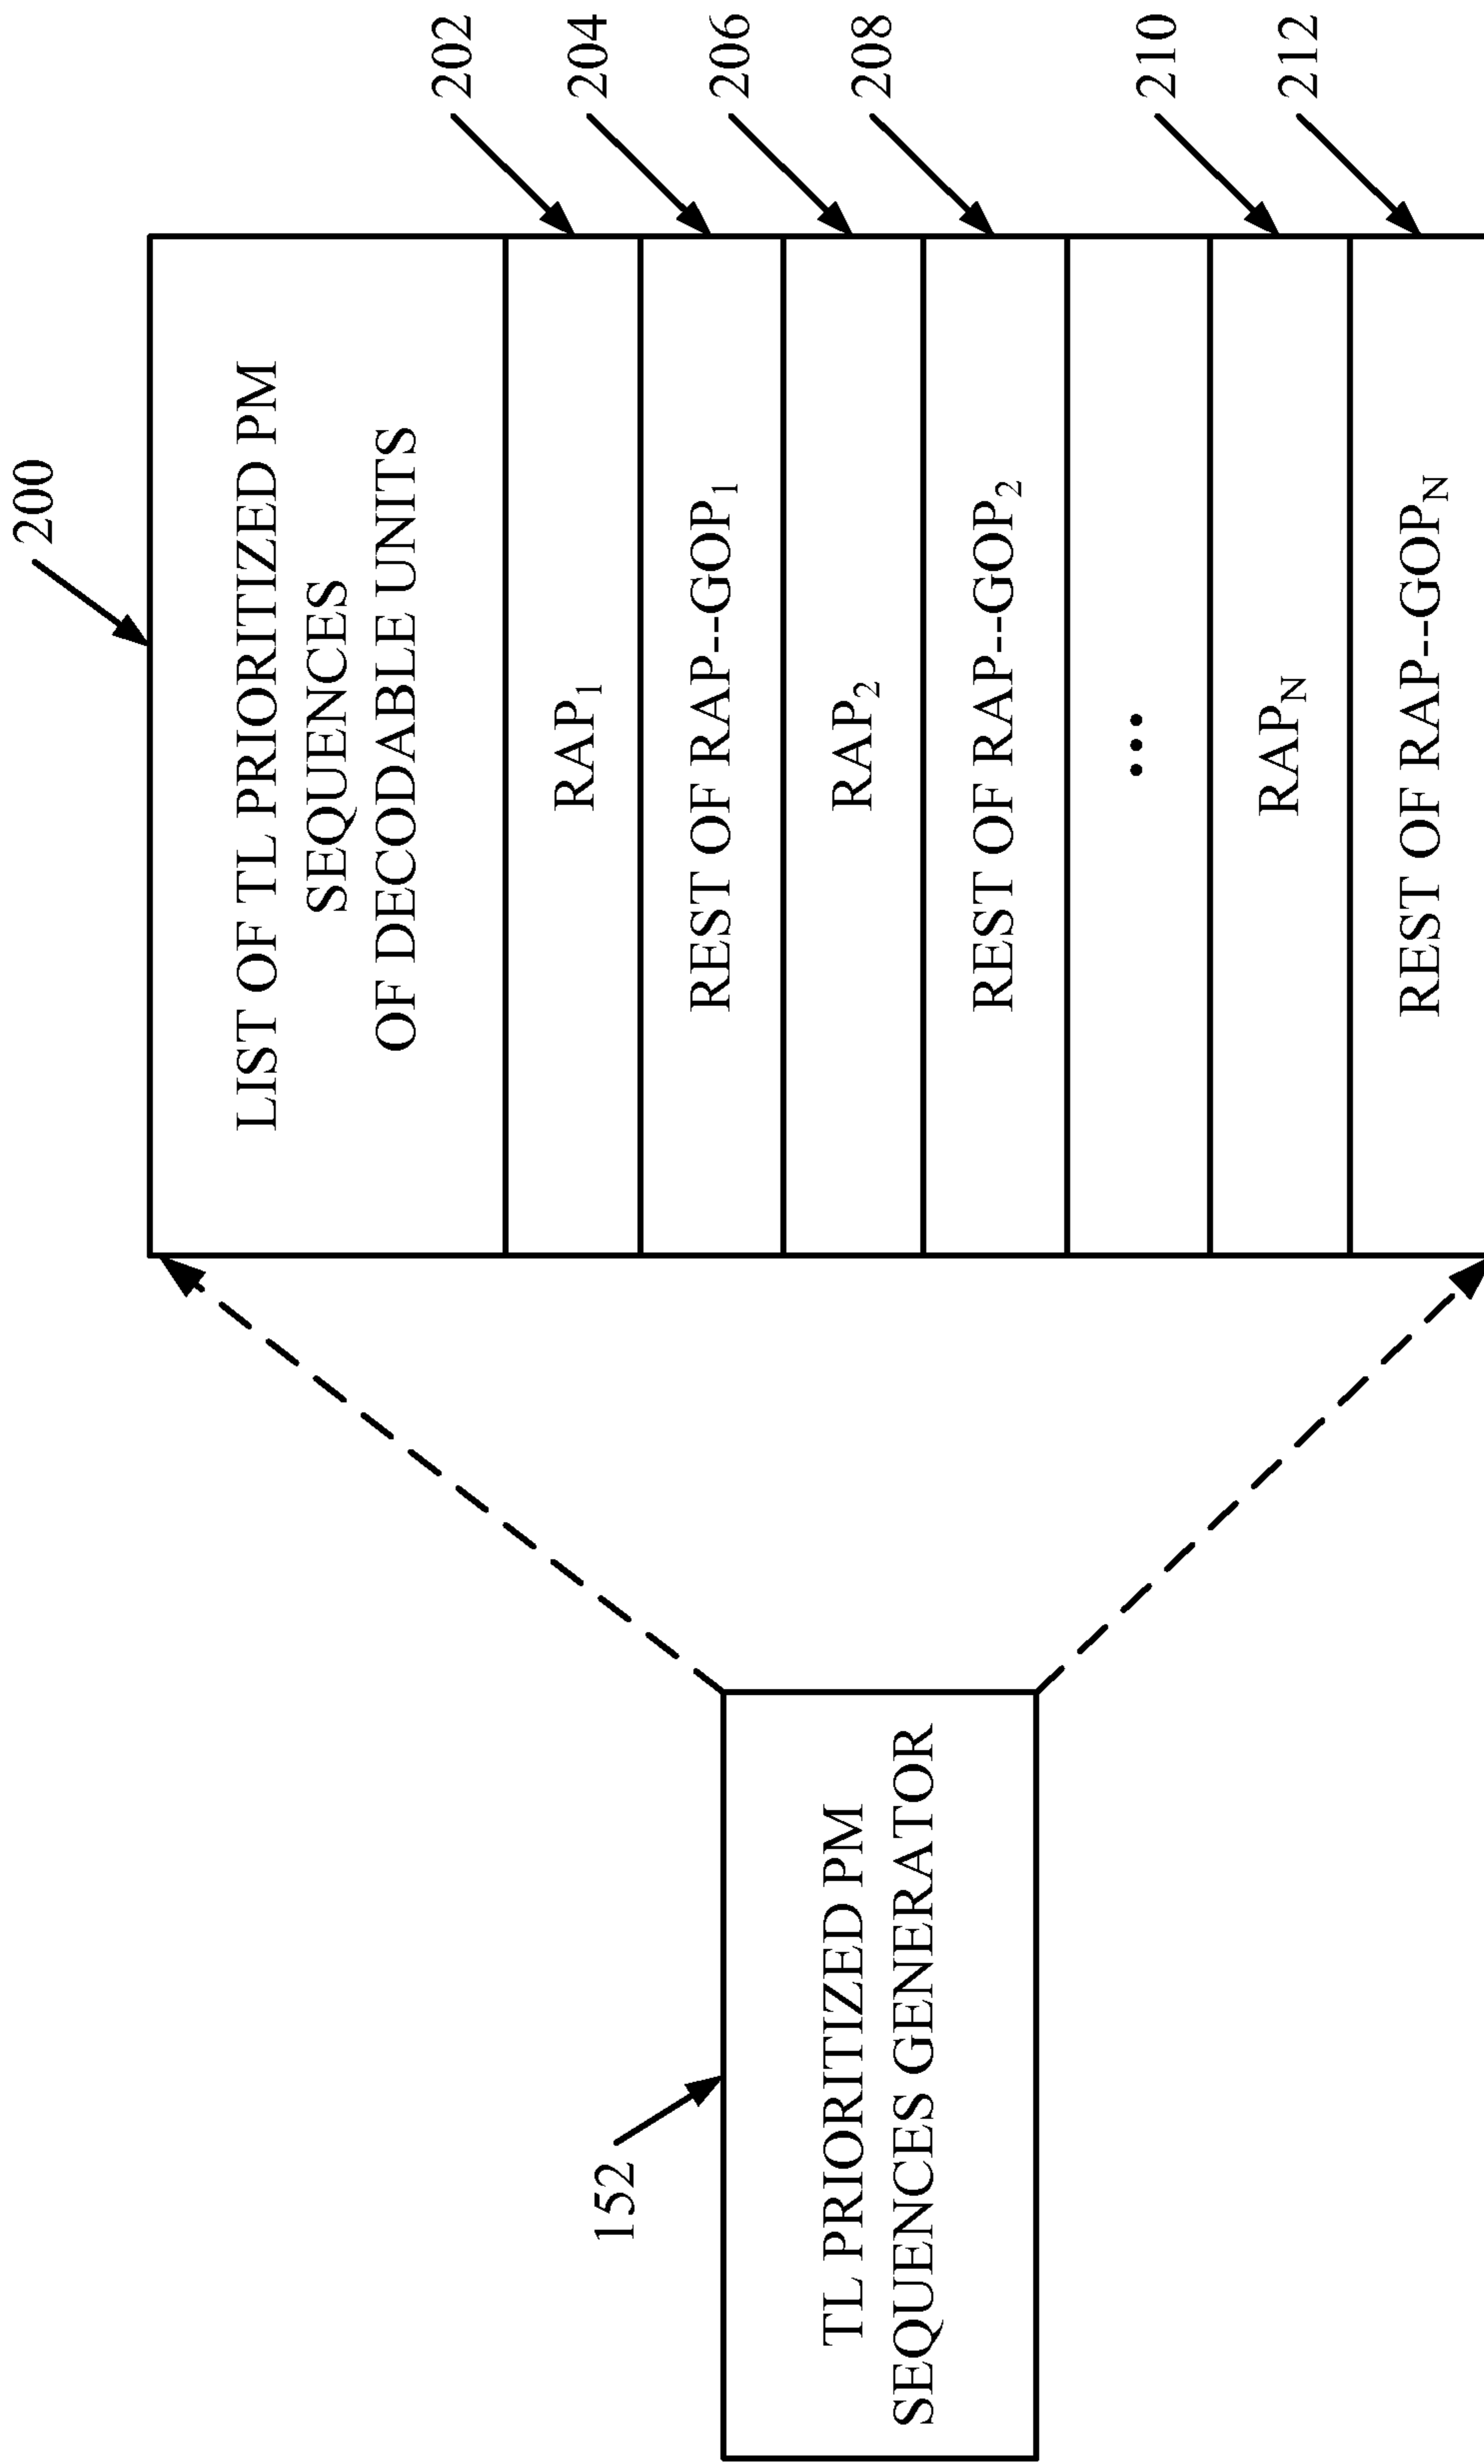 200
LIST OF TL PRIORITIZED PM
SEQUENCES
OF DECODABLE UNITS
202
RAP1
204
REST OF RAP--GOP1
206
RAP2
208
REST OF RAP--GOP2
...
210
RAPN
212
REST OF RAP--GOPN
152
TL PRIORITIZED PM
SEQUENCES GENERATOR